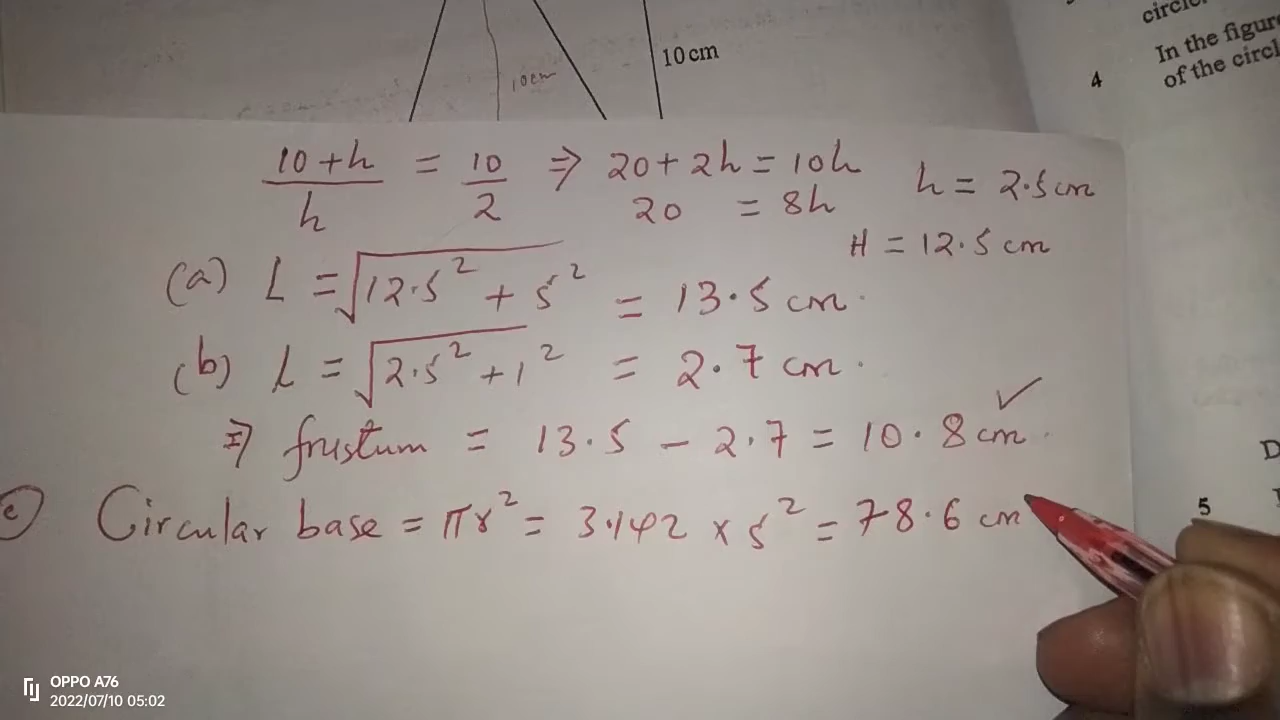 circle.
In the figure
4
of the circl
10cm
10cm
10+h/h = 10/2 ⇒ 20+2h=10h
h = 2.5cm
20 = 8h
H = 12.5 cm
(a) L = √12.5² + 5² = 13.5 cm.
(b) L = √2.5² + 1² = 2.7 cm.
⇒ frustum = 13.5 - 2.7 = 10.8 cm. ✓
(c) Circular base = πr² = 3.142 × 5² = 78.6 cm
5
D
OPPO A76
2022/07/10 05:02